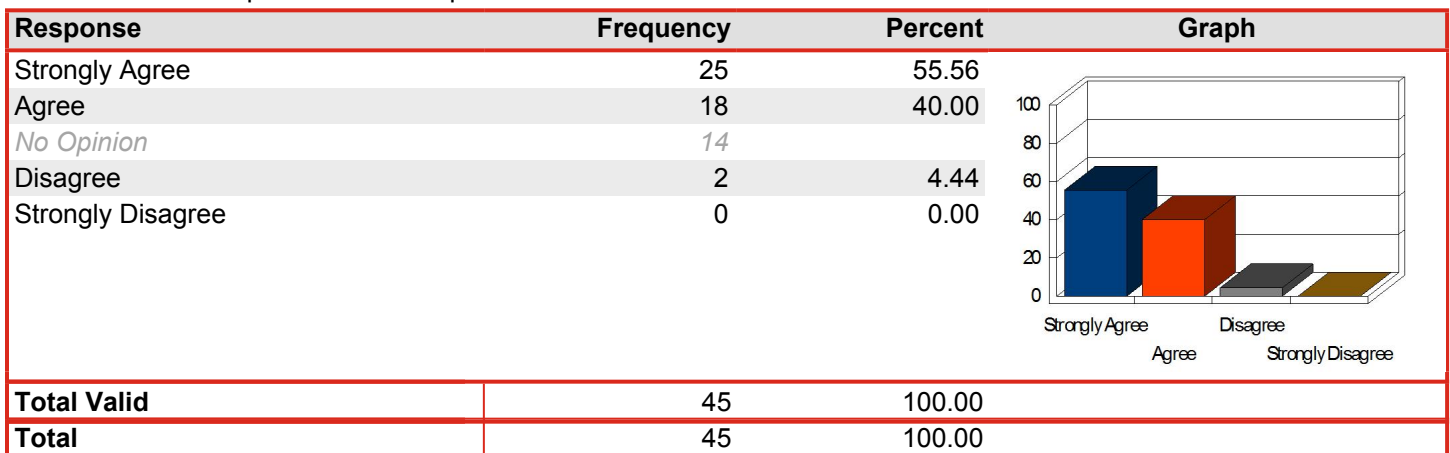 Response Frequency Percent Graph
Strongly Agree 25 55.56
Agree 18 40.00
No Opinion 14
Disagree 2 4.44
Strongly Disagree 0 0.00
100
80
60
40
20
0
Strongly Agree Disagree
Agree Strongly Disagree
Total Valid 45 100.00
Total 45 100.00